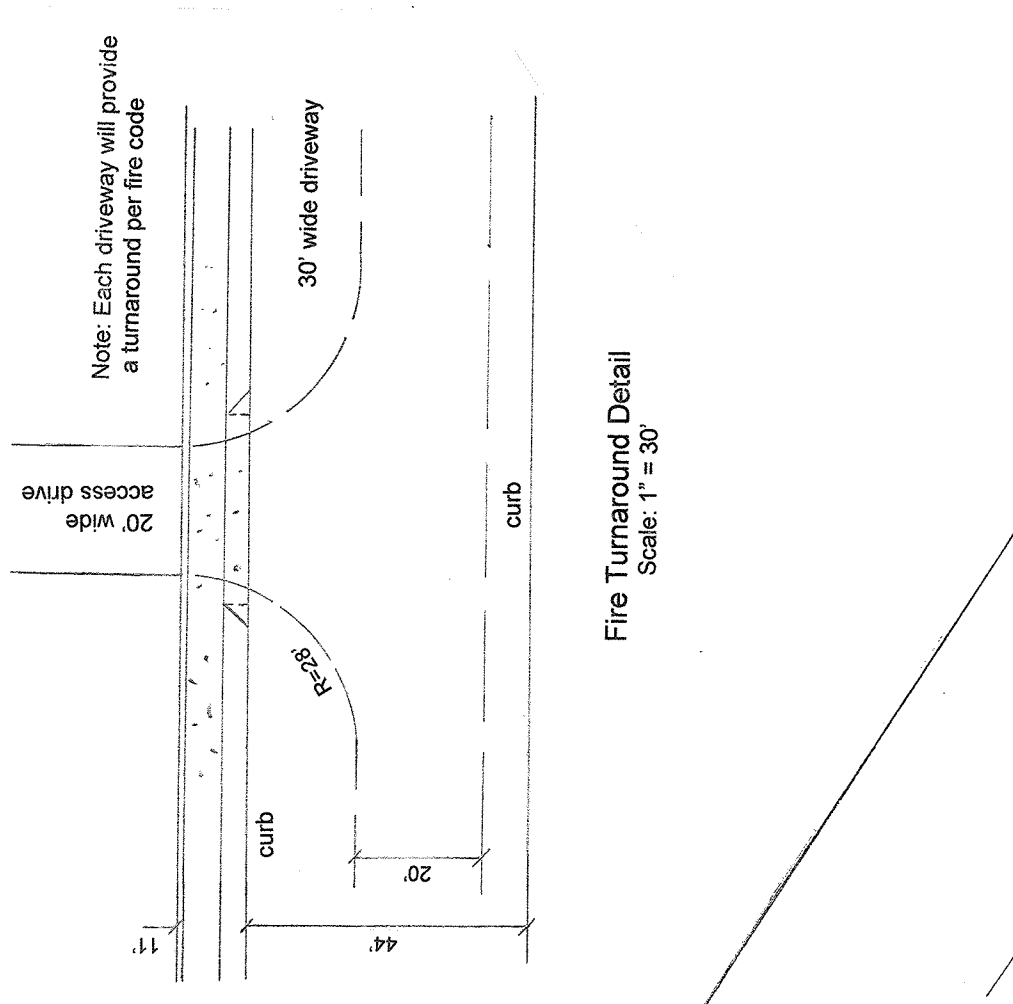 Note: Each driveway will provide
a turnaround per fire code
20' wide
access drive
30' wide driveway
R=28'
curb
curb
20'
44'
11'
Fire Turnaround Detail
Scale: 1" = 30'